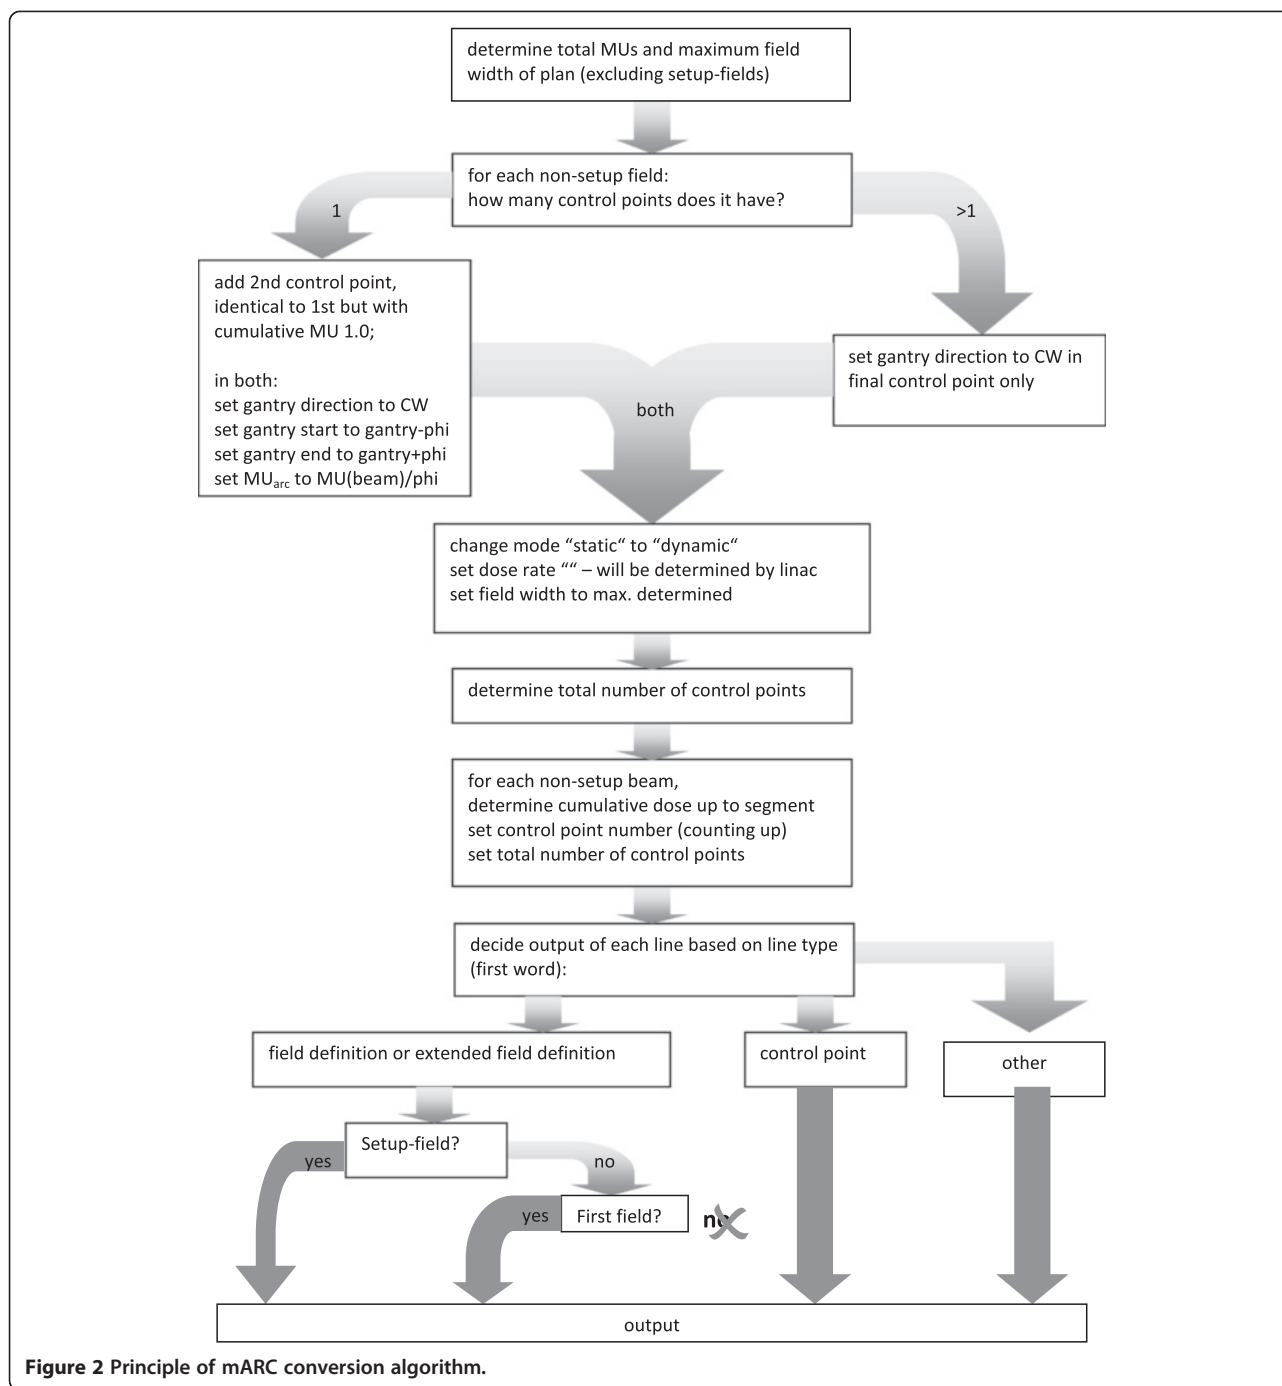 determine total MUs and maximum field
width of plan (excluding setup-fields)
for each non-setup field:
how many control points does it have?
1
>1
add 2nd control point,
identical to 1st but with
cumulative MU 1.0;
in both:
set gantry direction to CW
set gantry start to gantry-phi
set gantry end to gantry+phi
set MUarc to MU(beam)/phi
set gantry direction to CW in
final control point only
both
change mode “static“ to “dynamic“
set dose rate ““ – will be determined by linac
set field width to max. determined
determine total number of control points
for each non-setup beam,
determine cumulative dose up to segment
set control point number (counting up)
set total number of control points
decide output of each line based on line type
(first word):
field definition or extended field definition
control point
other
Setup-field?
yes
no
First field?
yes
no
output
Figure 2 Principle of mARC conversion algorithm.